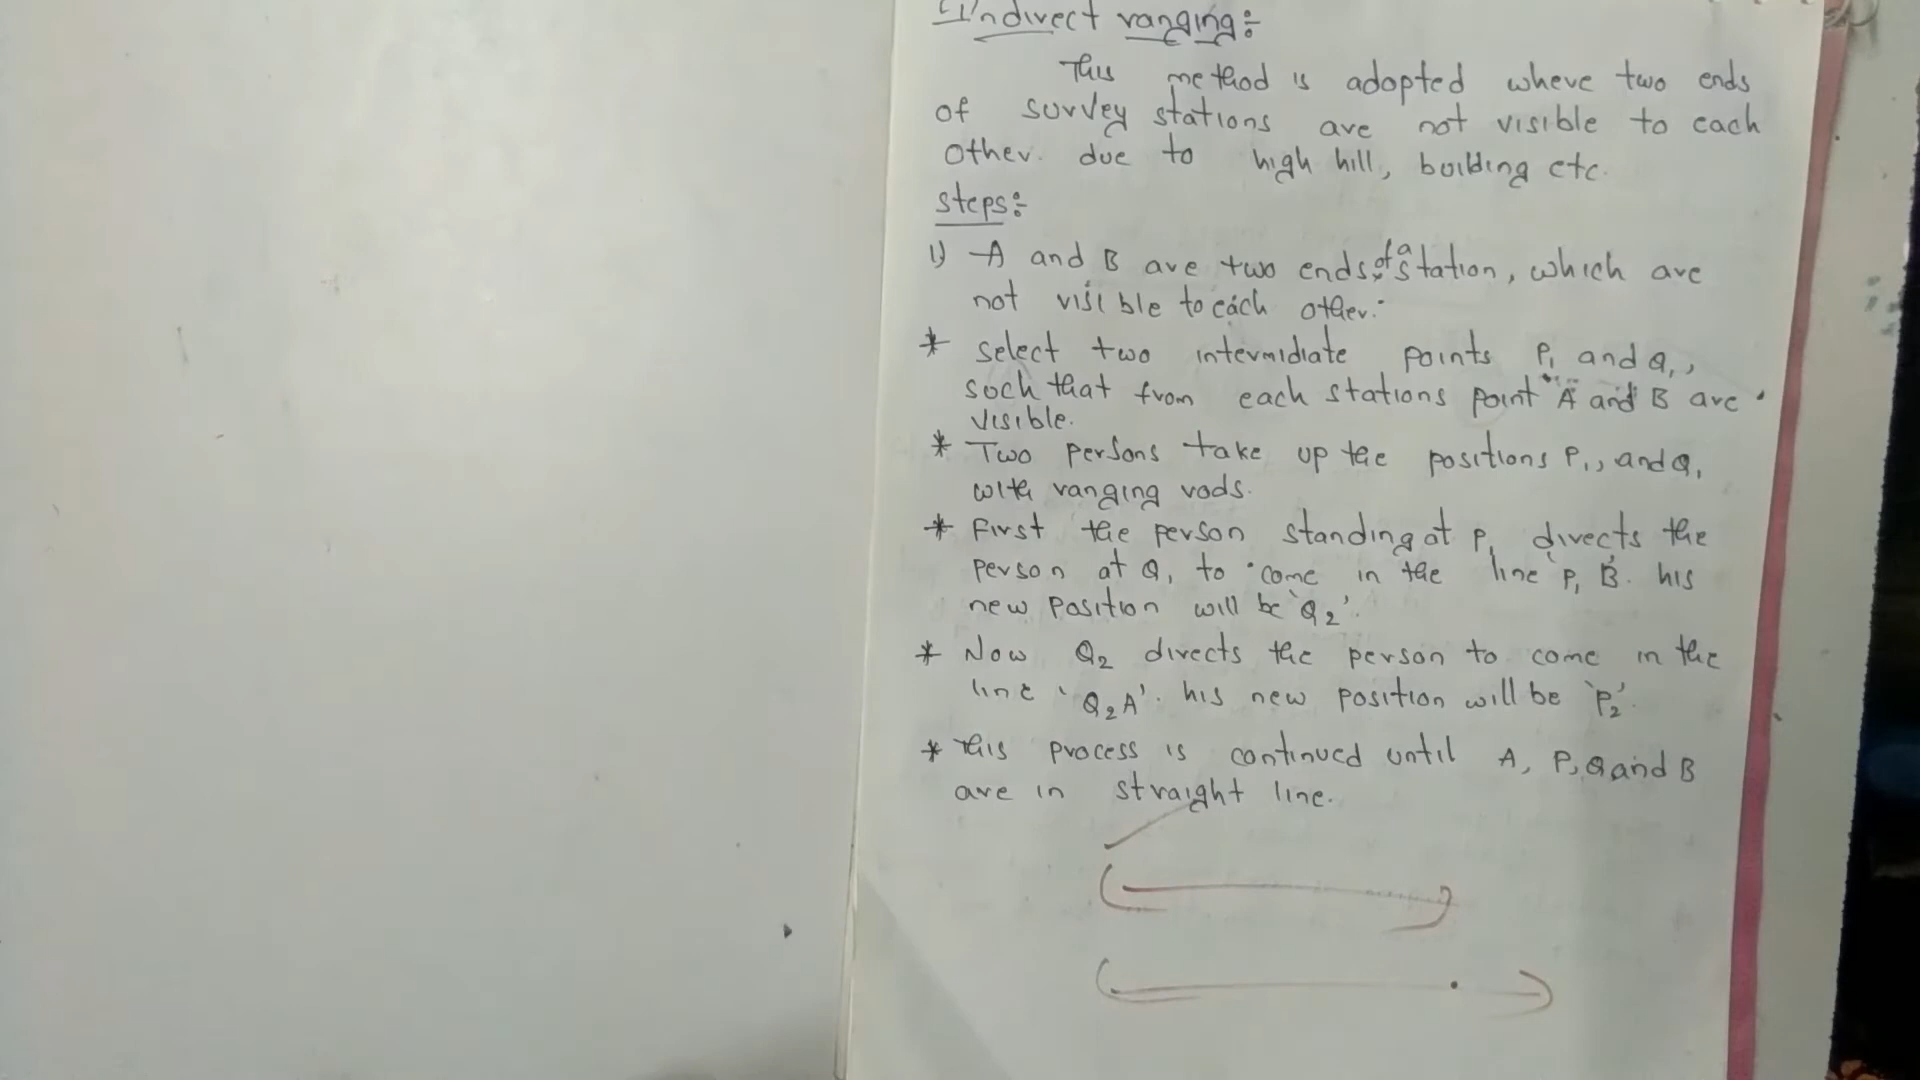 Indirect ranging:
This method is adopted where two ends
of survey stations are not visible to each
other. due to high hill, building etc.
steps:
1) A and B are two ends of a station, which are
not visible to each other.
* select two intermidiate points P1 and Q1,
such that from each stations point A and B are
visible.
* Two persons take up the positions P1, and Q1
with ranging rods.
* First the person standing at P1 directs the
person at Q1 to come in the line P1 B. his
new position will be 'Q2'.
* Now Q2 directs the person to come in the
line 'Q2A'. his new position will be 'P2'.
* This process is continued until A, P, Q and B
are in straight line.